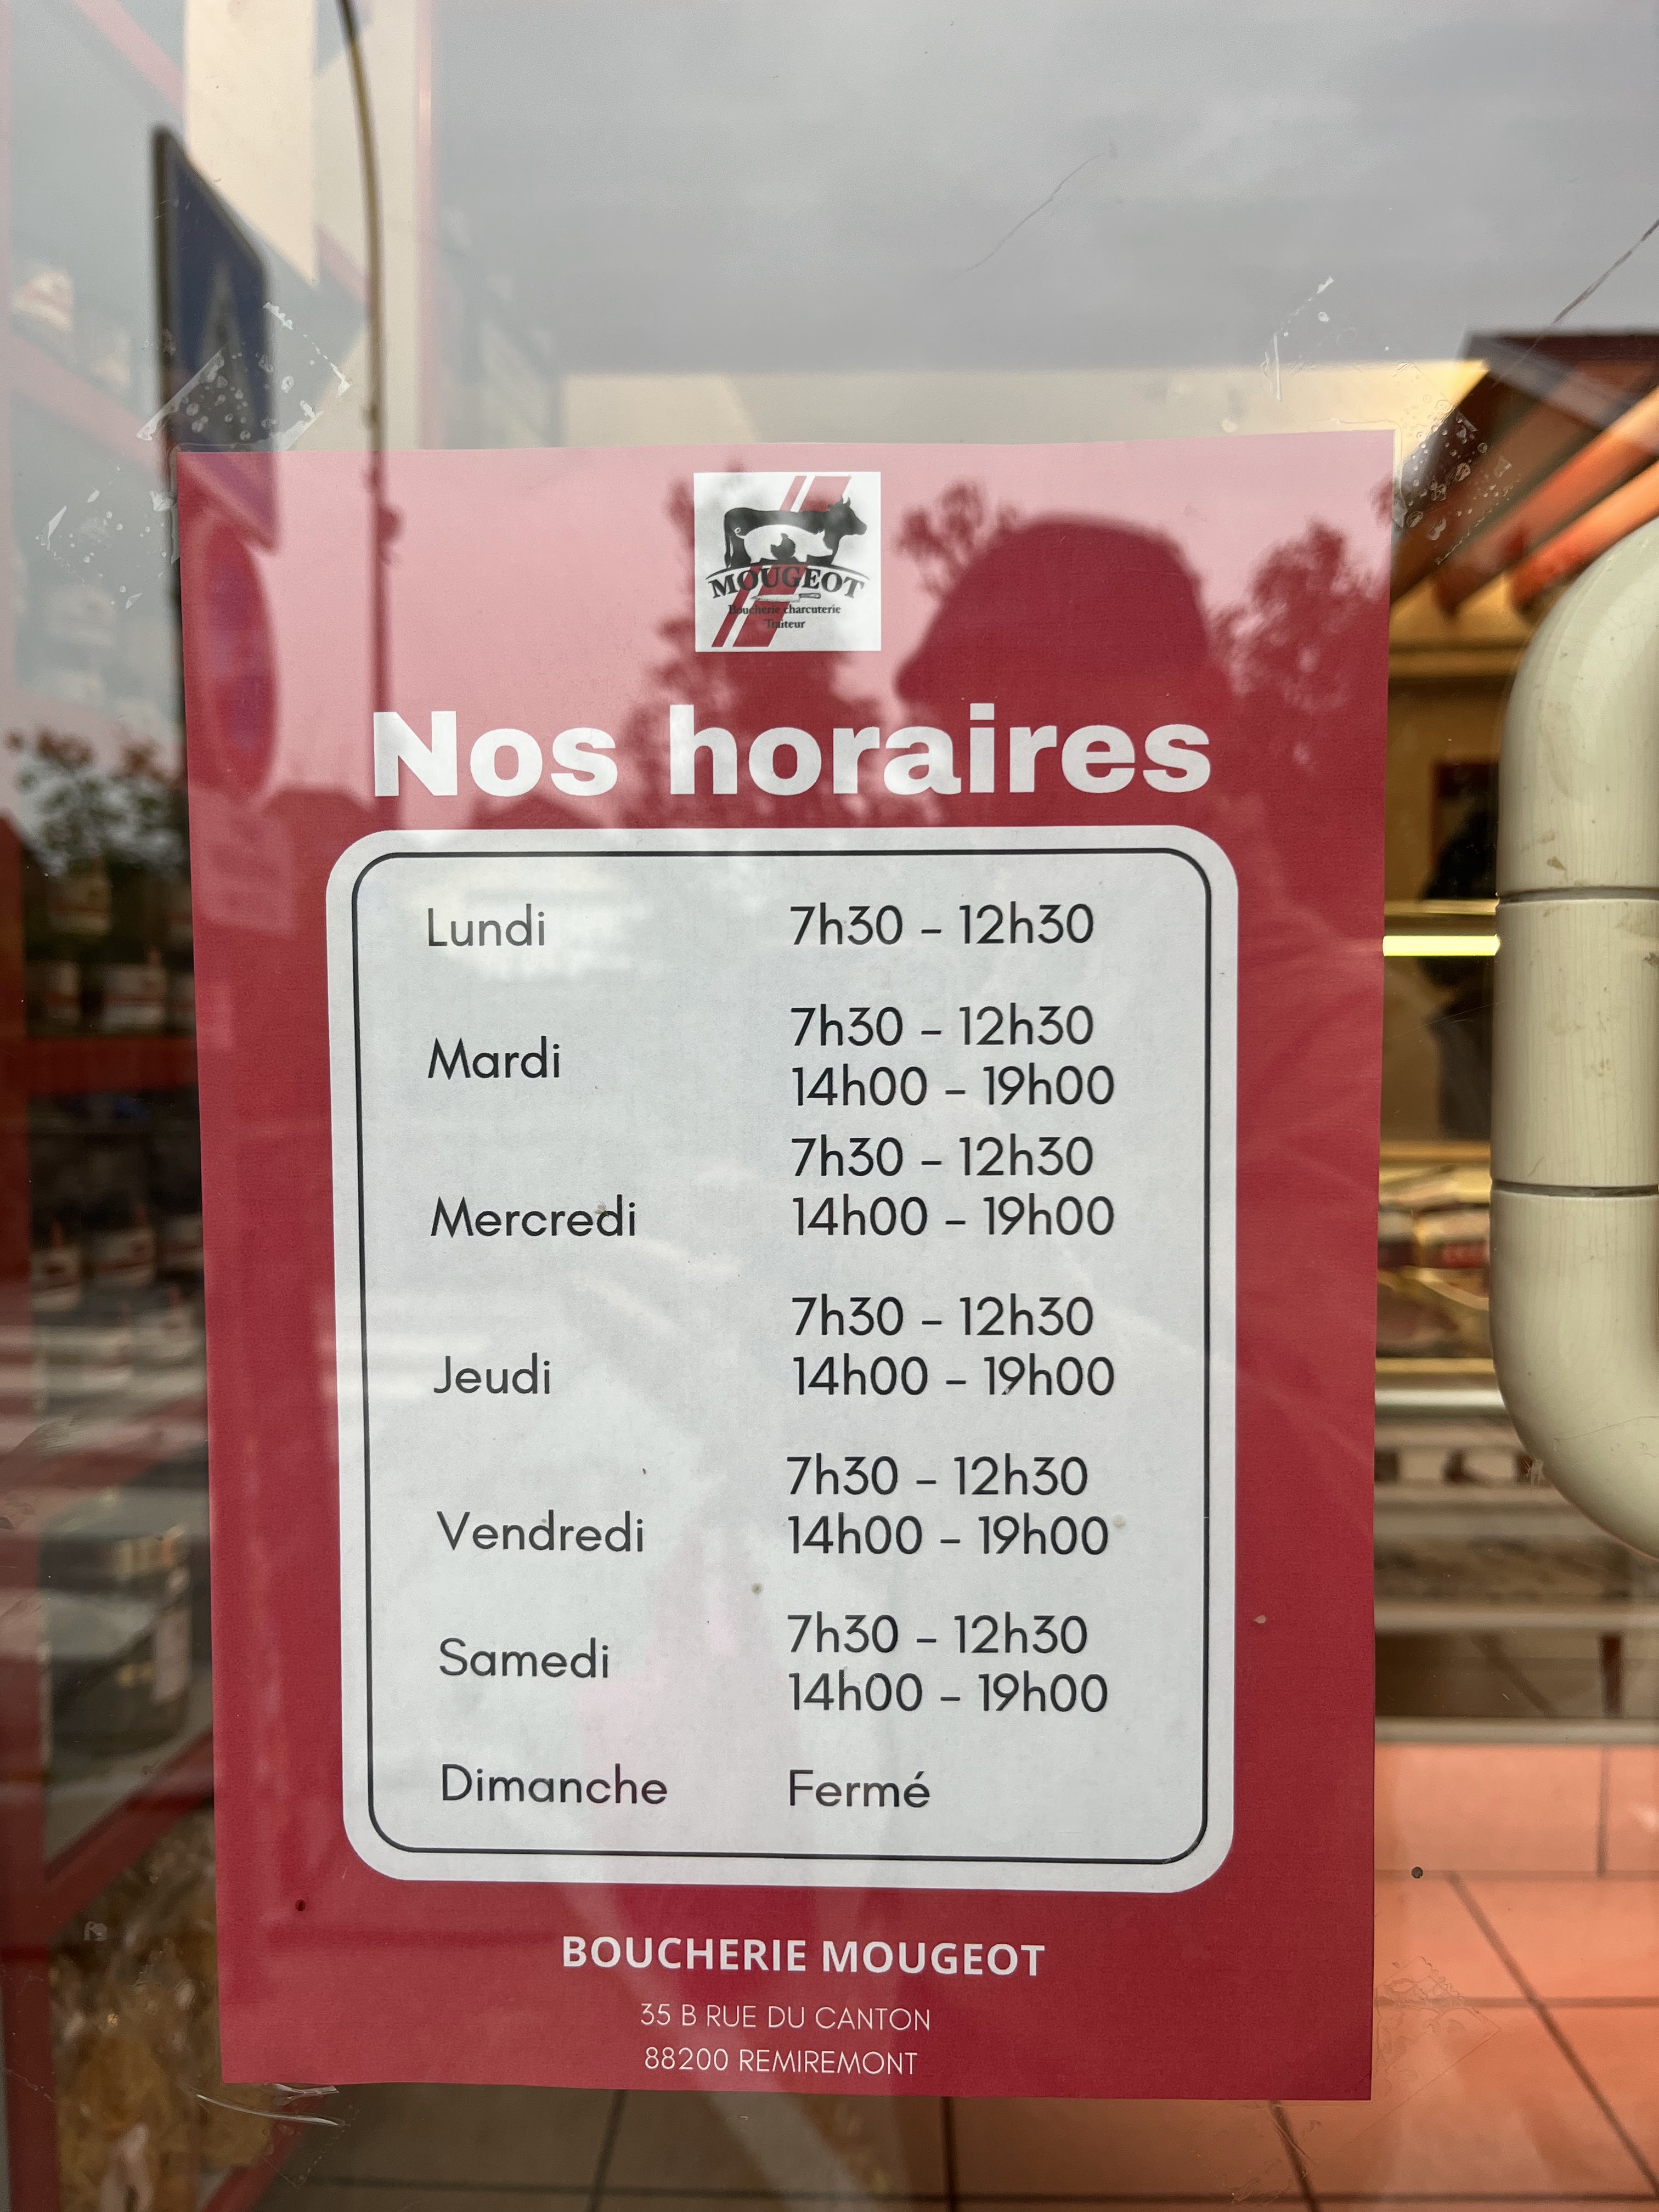 MOUGEOT
Boucherie charcuterie
Traiteur
Nos horaires
Lundi 7h30 – 12h30
Mardi 7h30 – 12h30
14h00 – 19h00
Mercredi 7h30 – 12h30
14h00 – 19h00
Jeudi 7h30 – 12h30
14h00 – 19h00
Vendredi 7h30 – 12h30
14h00 – 19h00
Samedi 7h30 – 12h30
14h00 – 19h00
Dimanche Fermé
BOUCHERIE MOUGEOT
35 B RUE DU CANTON
88200 REMIREMONT